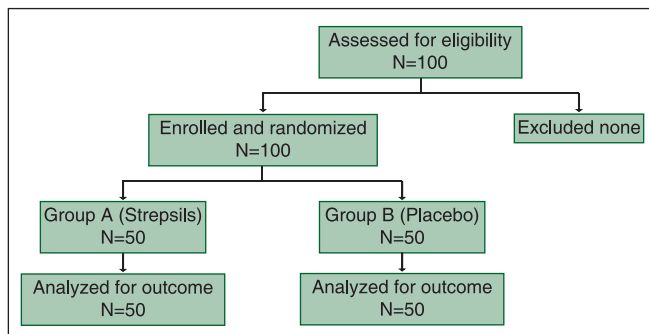 Assessed for eligibility
N=100
Enrolled and randomized
N=100
Excluded none
Group A (Strepsils)
N=50
Group B (Placebo)
N=50
Analyzed for outcome
N=50
Analyzed for outcome
N=50